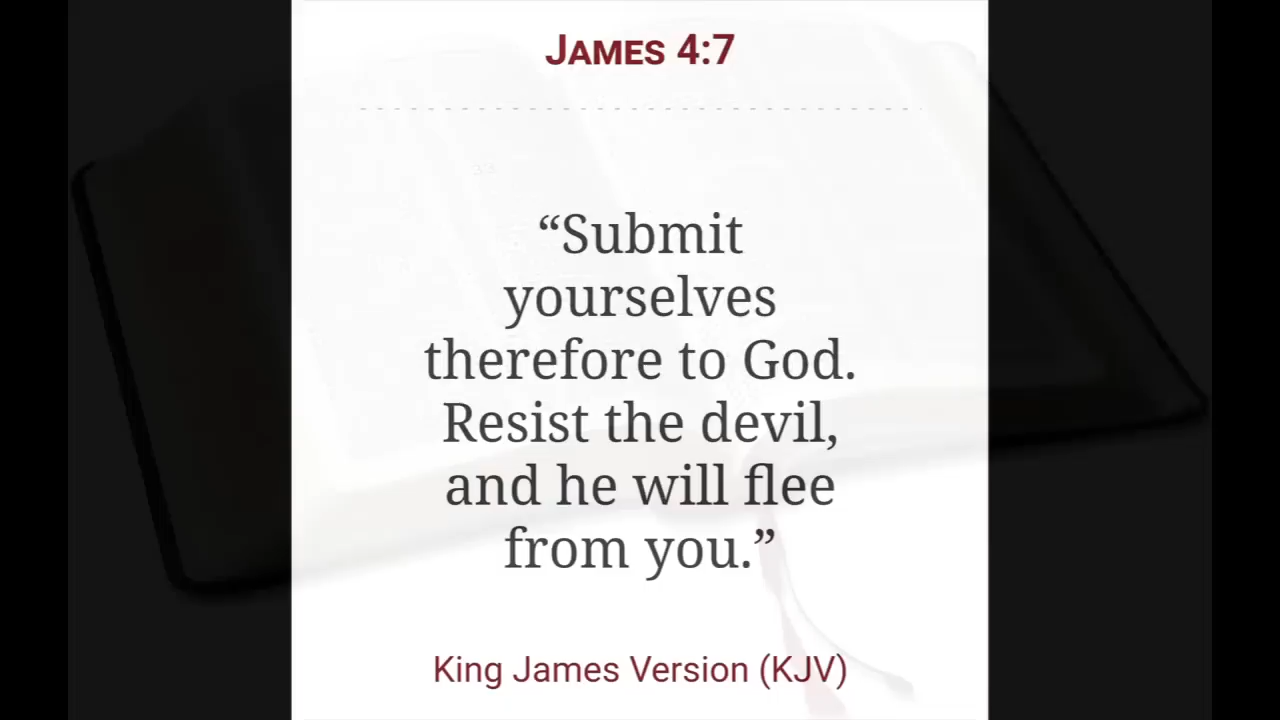 JAMES 4:7
“Submit
yourselves
therefore to God.
Resist the devil,
and he will flee
from you.”
King James Version (KJV)